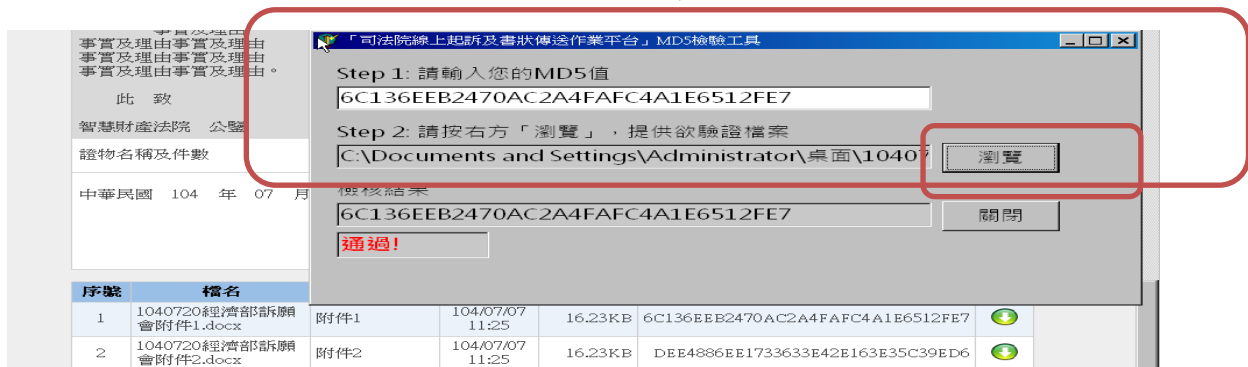 事實及理由事實及理由
事實及理由事實及理由
事實及理由事實及理由。
此 致
智慧財產法院 公鑒
證物名稱及件數
中華民國 104 年 07 月
「司法院線上起訴及書狀傳送作業平台」MD5檢驗工具
Step 1: 請輸入您的MD5值
6C136EEB2470AC2A4FAFC4A1E6512FE7
Step 2: 請按右方「瀏覽」，提供欲驗證檔案
C:\Documents and Settings\Administrator\桌面\10407
瀏覽
檢核結果
6C136EEB2470AC2A4FAFC4A1E6512FE7
關閉
通過!
序號 檔名
1 1040720經濟部訴願會附件1.docx 附件1 104/07/07 11:25 16.23KB 6C136EEB2470AC2A4FAFC4A1E6512FE7
2 1040720經濟部訴願會附件2.docx 附件2 104/07/07 11:25 16.23KB DEE4886EE1733633E42E163E35C39ED6